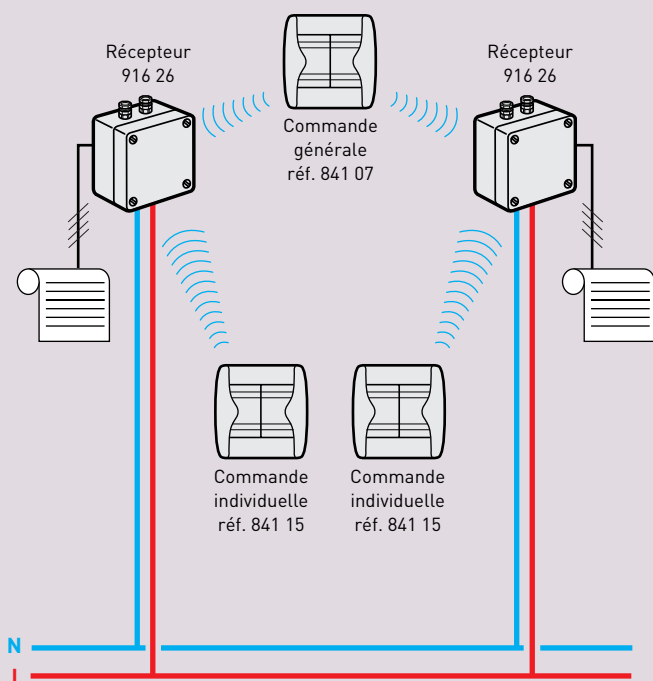 Récepteur
916 26
Commande
générale
réf. 841 07
Récepteur
916 26
Commande
individuelle
réf. 841 15
Commande
individuelle
réf. 841 15
N